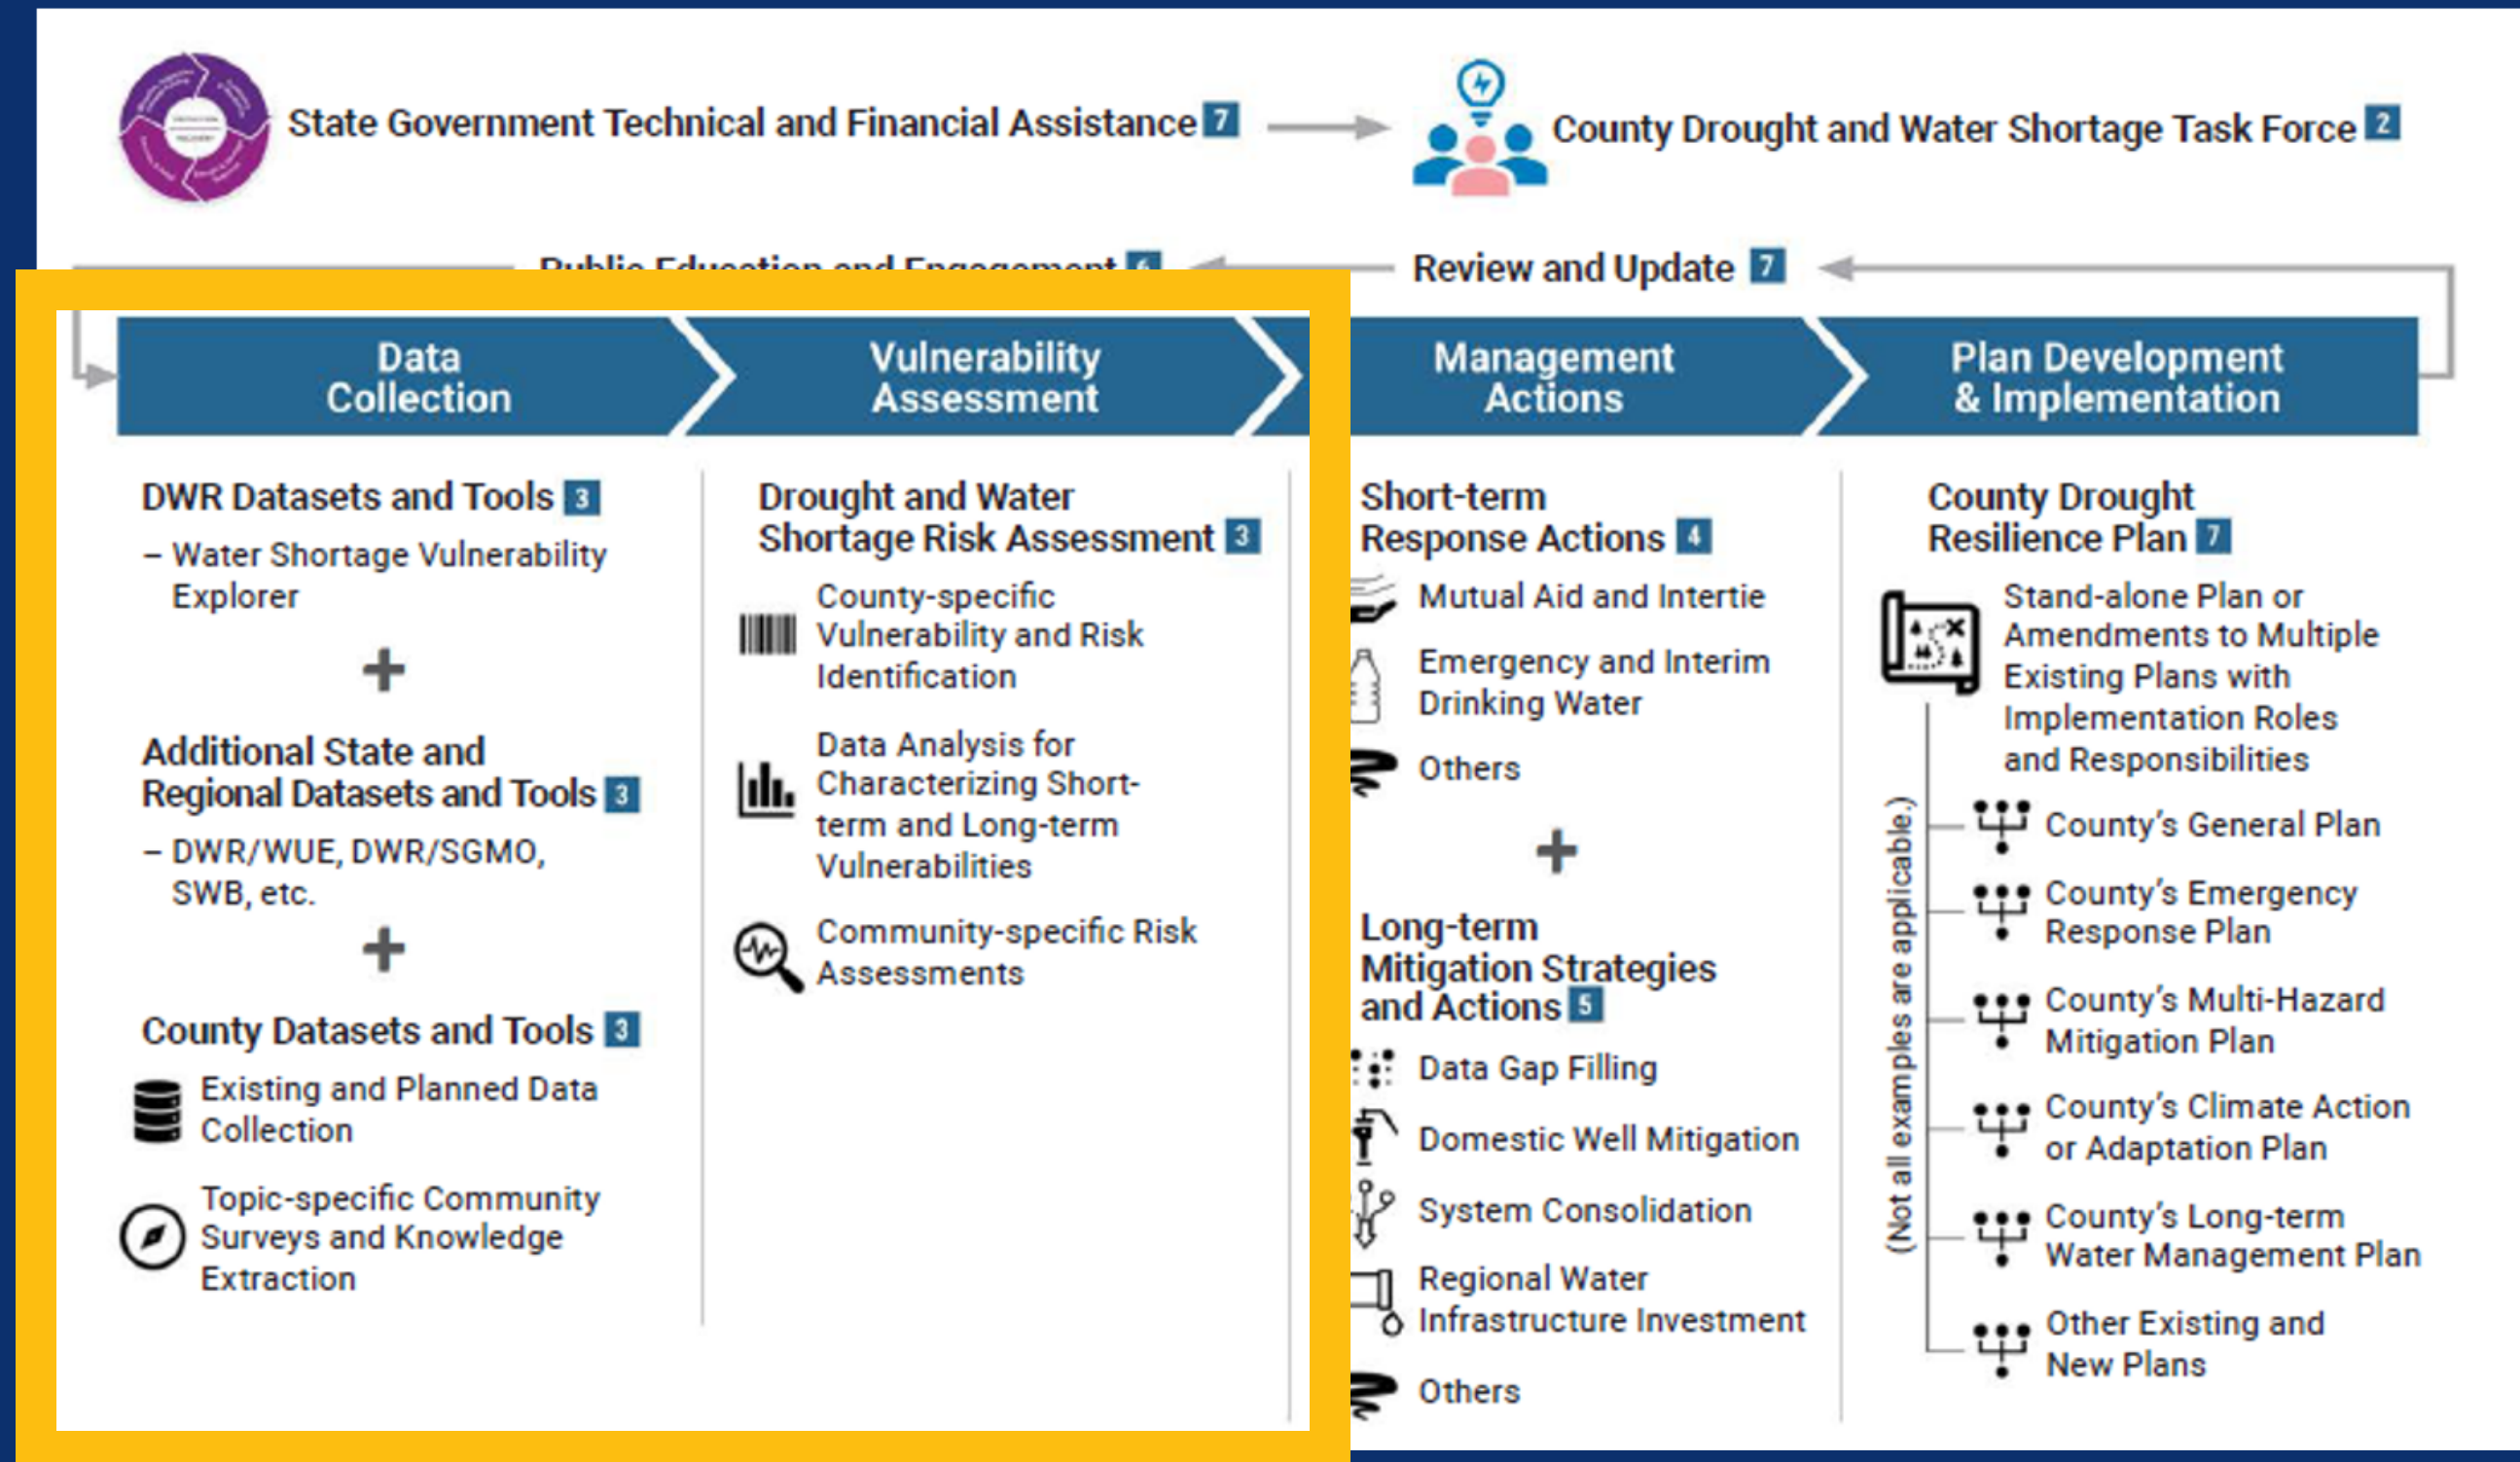 State Government Technical and Financial Assistance 7
County Drought and Water Shortage Task Force 2
Public Education and Engagement 6
Review and Update 7
Data
Collection
Vulnerability
Assessment
Management
Actions
Plan Development
& Implementation
DWR Datasets and Tools 3
– Water Shortage Vulnerability
Explorer
+
Additional State and
Regional Datasets and Tools 3
– DWR/WUE, DWR/SGMO,
SWB, etc.
+
County Datasets and Tools 3
Existing and Planned Data
Collection
Topic-specific Community
Surveys and Knowledge
Extraction
Drought and Water
Shortage Risk Assessment 3
County-specific
Vulnerability and Risk
Identification
Data Analysis for
Characterizing Short-
term and Long-term
Vulnerabilities
Community-specific Risk
Assessments
Short-term
Response Actions 4
Mutual Aid and Intertie
Emergency and Interim
Drinking Water
Others
+
Long-term
Mitigation Strategies
and Actions 5
Data Gap Filling
Domestic Well Mitigation
System Consolidation
Regional Water
Infrastructure Investment
Others
County Drought
Resilience Plan 7
Stand-alone Plan or
Amendments to Multiple
Existing Plans with
Implementation Roles
and Responsibilities
(Not all examples are applicable.)
County's General Plan
County's Emergency
Response Plan
County's Multi-Hazard
Mitigation Plan
County's Climate Action
or Adaptation Plan
County's Long-term
Water Management Plan
Other Existing and
New Plans